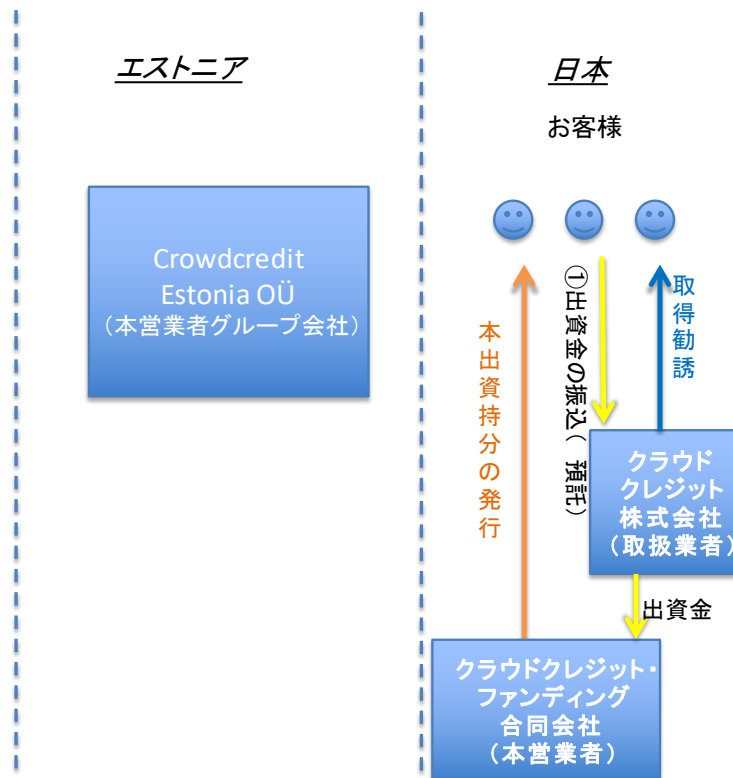 エストニア
日本
お客様
Crowdcredit
Estonia OÜ
（本営業者グループ会社）
本出資持分の発行
①出資金の振込（ 預託）
取得勧誘
クラウド
クレジット
株式会社
（取扱業者）
出資金
クラウドクレジット・
ファンディング
合同会社
（本営業者）